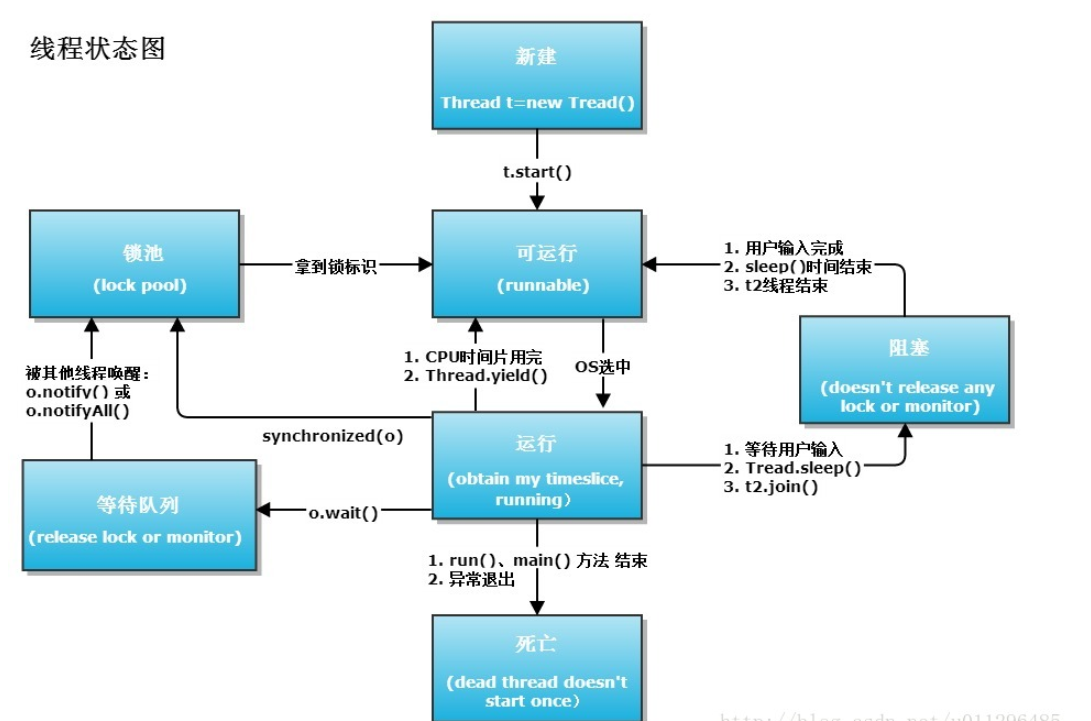 线程状态图
新建
Thread t=new Tread()
t.start()
锁池
(lock pool)
拿到锁标识
可运行
(runnable)
1. 用户输入完成
2. sleep()时间结束
3. t2线程结束
阻塞
(doesn't release any
lock or monitor)
被其他线程唤醒：
o.notify() 或
o.notifyAll()
1. CPU时间片用完
2. Thread.yield()
OS选中
synchronized(o)
运行
(obtain my timeslice,
running）
1. 等待用户输入
2. Tread.sleep()
3. t2.join()
等待队列
(release lock or monitor)
o.wait()
1. run()、main() 方法 结束
2. 异常退出
死亡
(dead thread doesn't
start once）
http://blog.csdn.net/u011296485